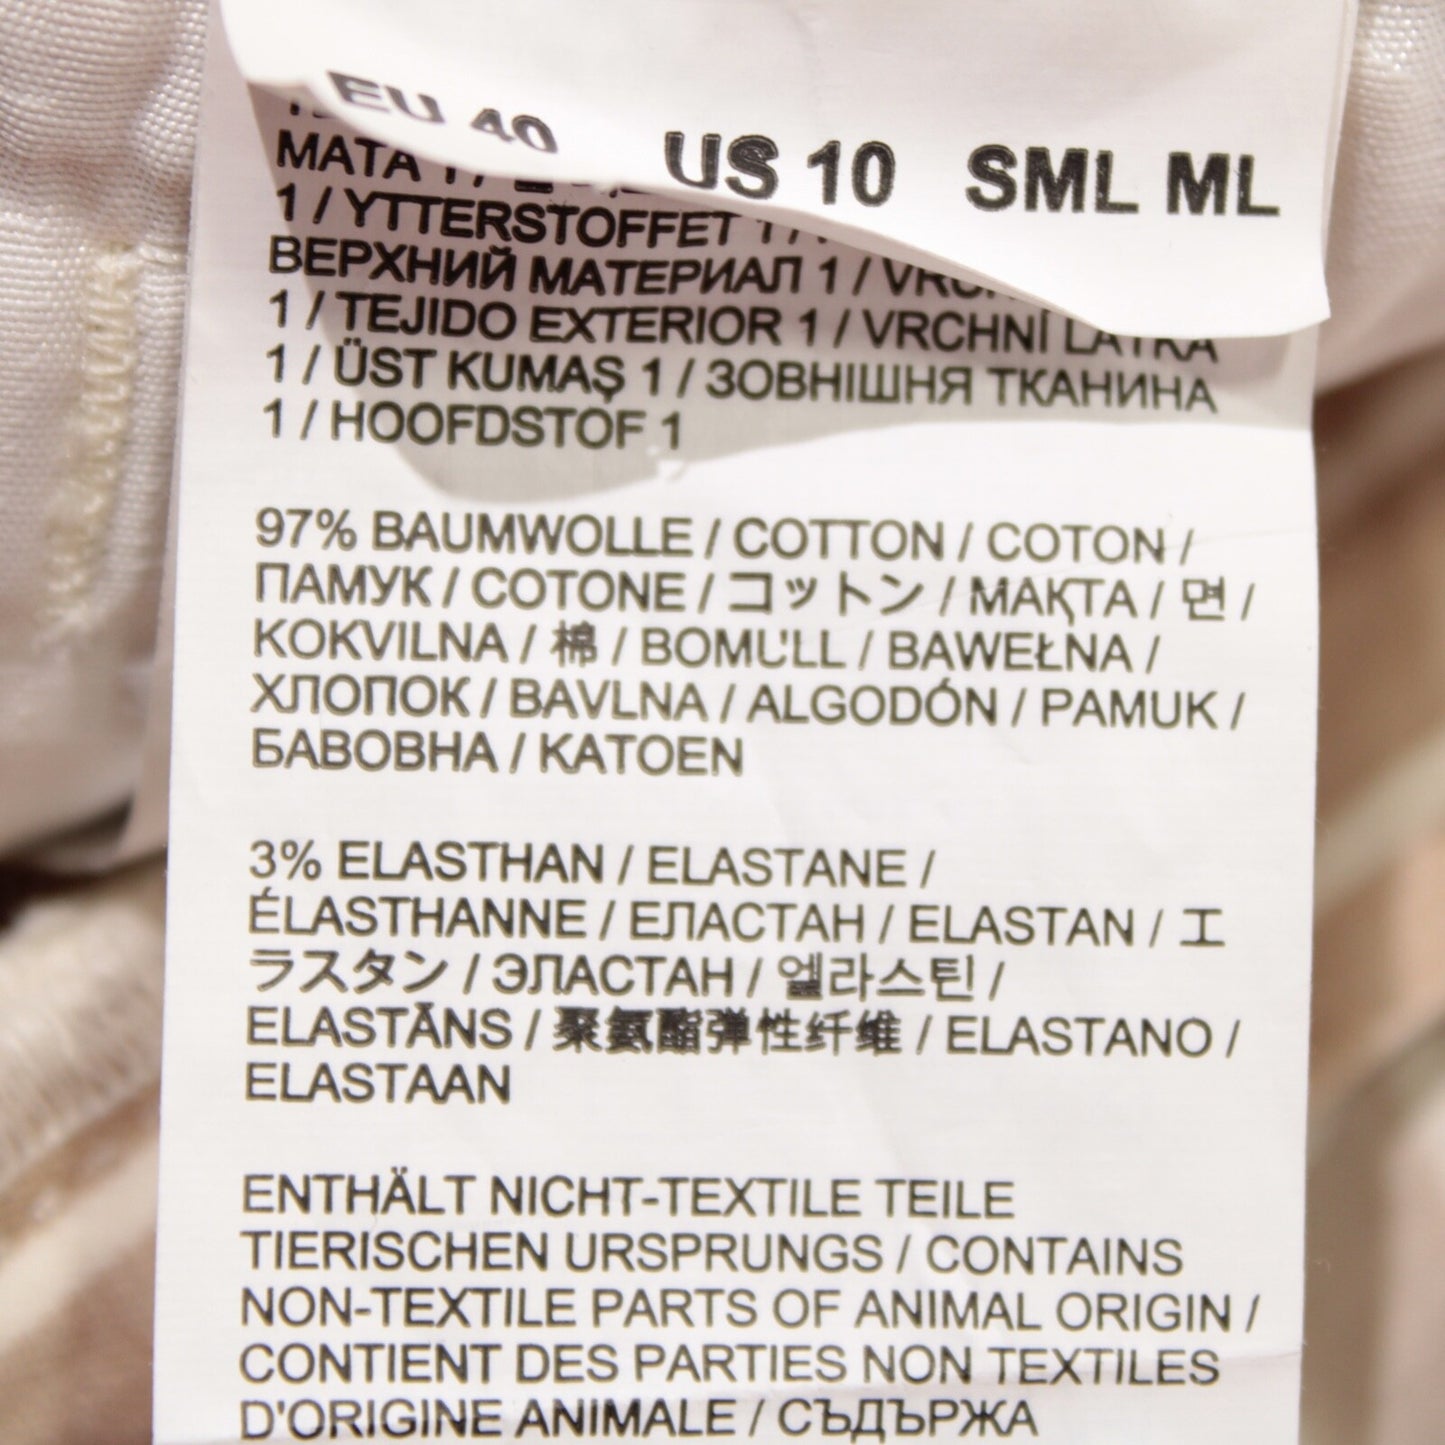 EU 40 US 10 SML ML
МАТА 1 /
1 / YTTERSTOFFET 1 /
ВЕРХНИЙ МАТЕРИАЛ 1 /
1 / TEJIDO EXTERIOR 1 / VRCHNÍ LÁTKA
1 / ÜST KUMAŞ 1 / ЗОВНІШНЯ ТКАНИНА
1 / HOOFDSTOF 1
97% BAUMWOLLE / COTTON / COTON /
ПАМУК / COTONE / コットン / МАҚТА / 면 /
KOKVILNA / 棉 / BOMULL / BAWEŁNA /
ХЛОПОК / BAVLNA / ALGODÓN / PAMUK /
БАВОВНА / KATOEN
3% ELASTHAN / ELASTANE /
ÉLASTHANNE / ЕЛАСТАН / ELASTAN / エ
ラスタン / ЭЛАСТАН / 엘라스틴 /
ELASTĀNS / 聚氨酯弹性纤维 / ELASTANO /
ELASTAAN
ENTHÄLT NICHT-TEXTILE TEILE
TIERISCHEN URSPRUNGS / CONTAINS
NON-TEXTILE PARTS OF ANIMAL ORIGIN /
CONTIENT DES PARTIES NON TEXTILES
D'ORIGINE ANIMALE / СЪДЪРЖА